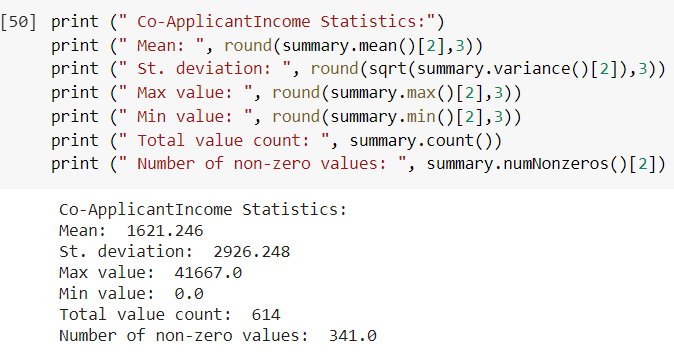 [50] print (" Co-ApplicantIncome Statistics:")
print (" Mean: ", round(summary.mean()[2],3))
print (" St. deviation: ", round(sqrt(summary.variance()[2]),3))
print (" Max value: ", round(summary.max()[2],3))
print (" Min value: ", round(summary.min()[2],3))
print (" Total value count: ", summary.count())
print (" Number of non-zero values: ", summary.numNonzeros()[2])
Co-ApplicantIncome Statistics:
Mean:  1621.246
St. deviation:  2926.248
Max value:  41667.0
Min value:  0.0
Total value count:  614
Number of non-zero values:  341.0